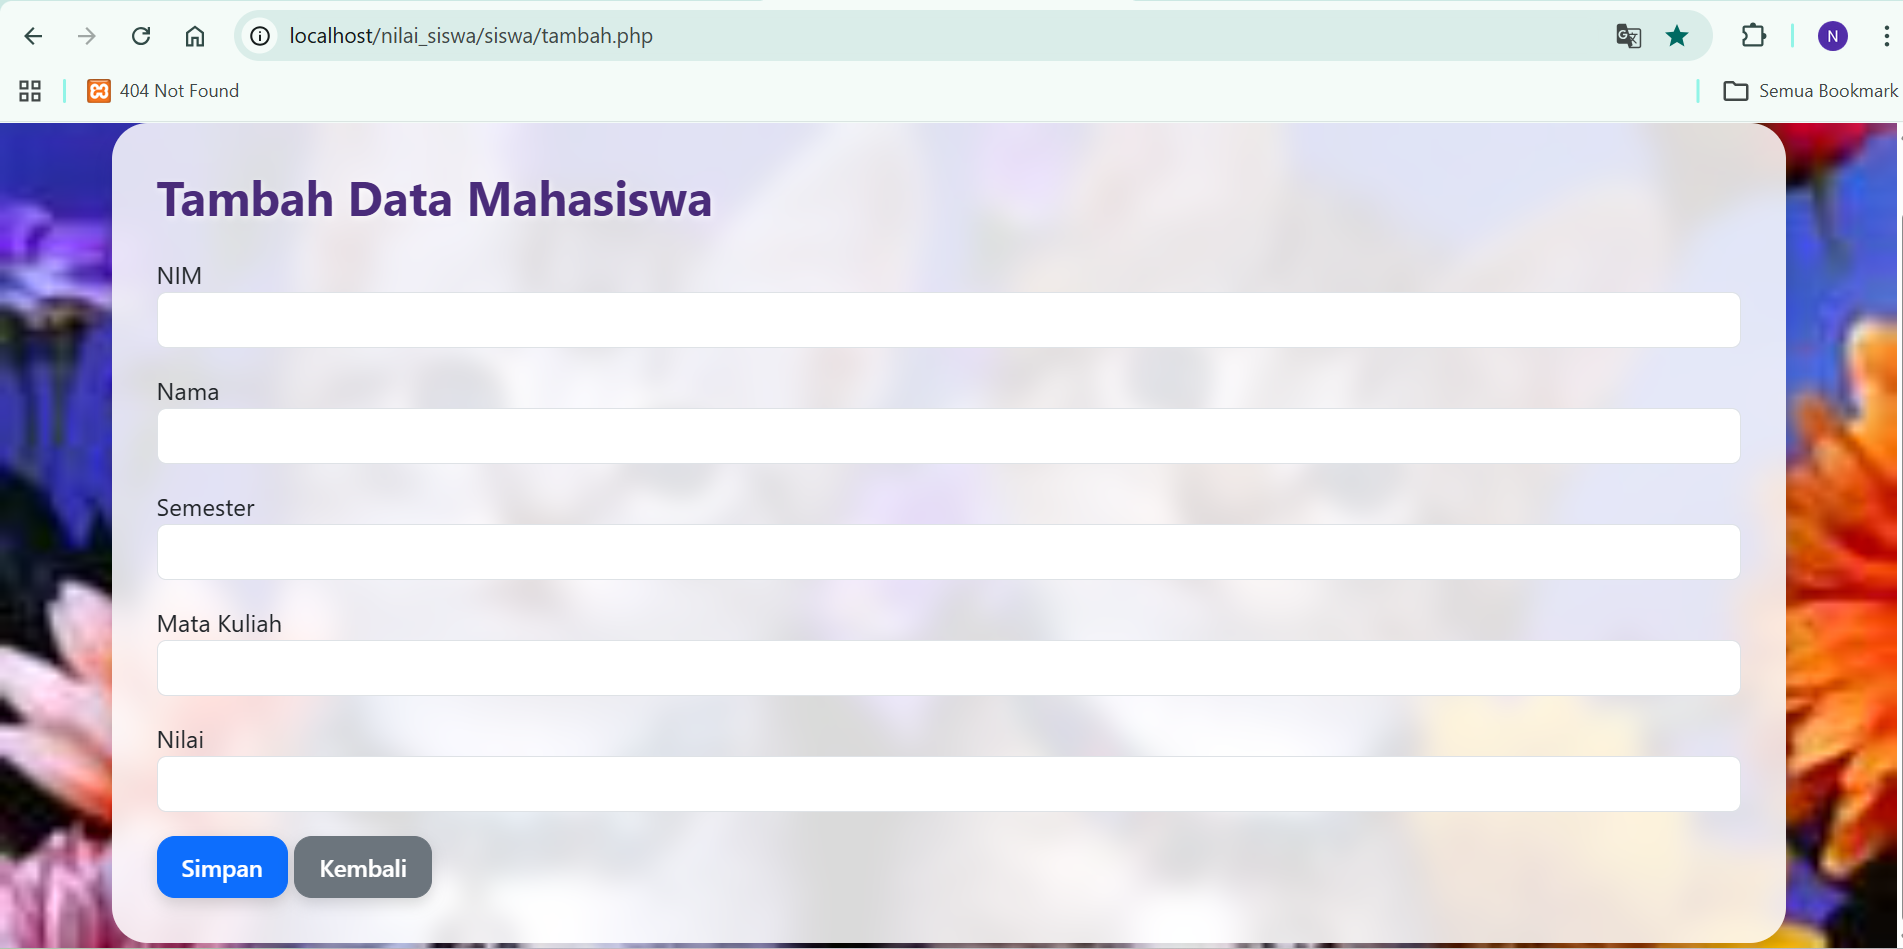 localhost/nilai_siswa/siswa/tambah.php
N
404 Not Found
Semua Bookmark
Tambah Data Mahasiswa
NIM
Nama
Semester
Mata Kuliah
Nilai
Simpan Kembali